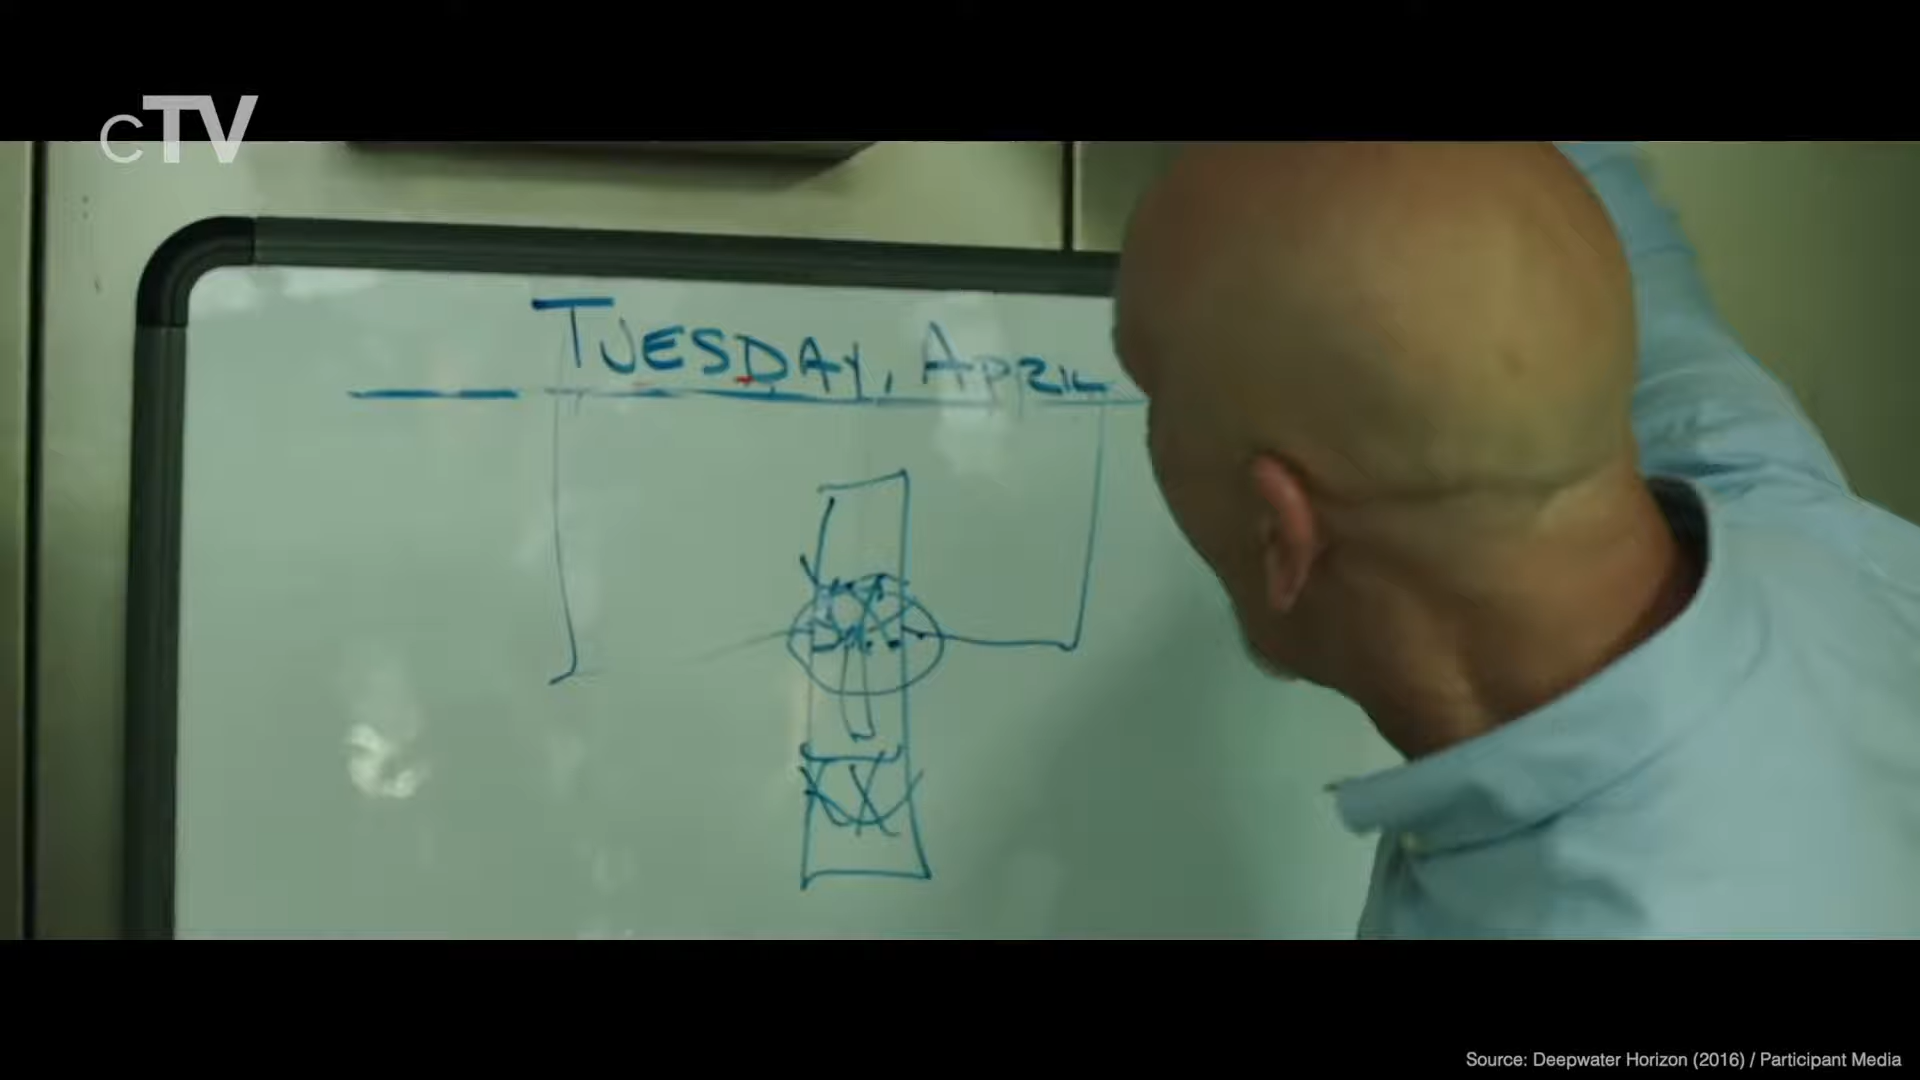 cTV
TUESDAY, APRIL
Source: Deepwater Horizon (2016) / Participant Media